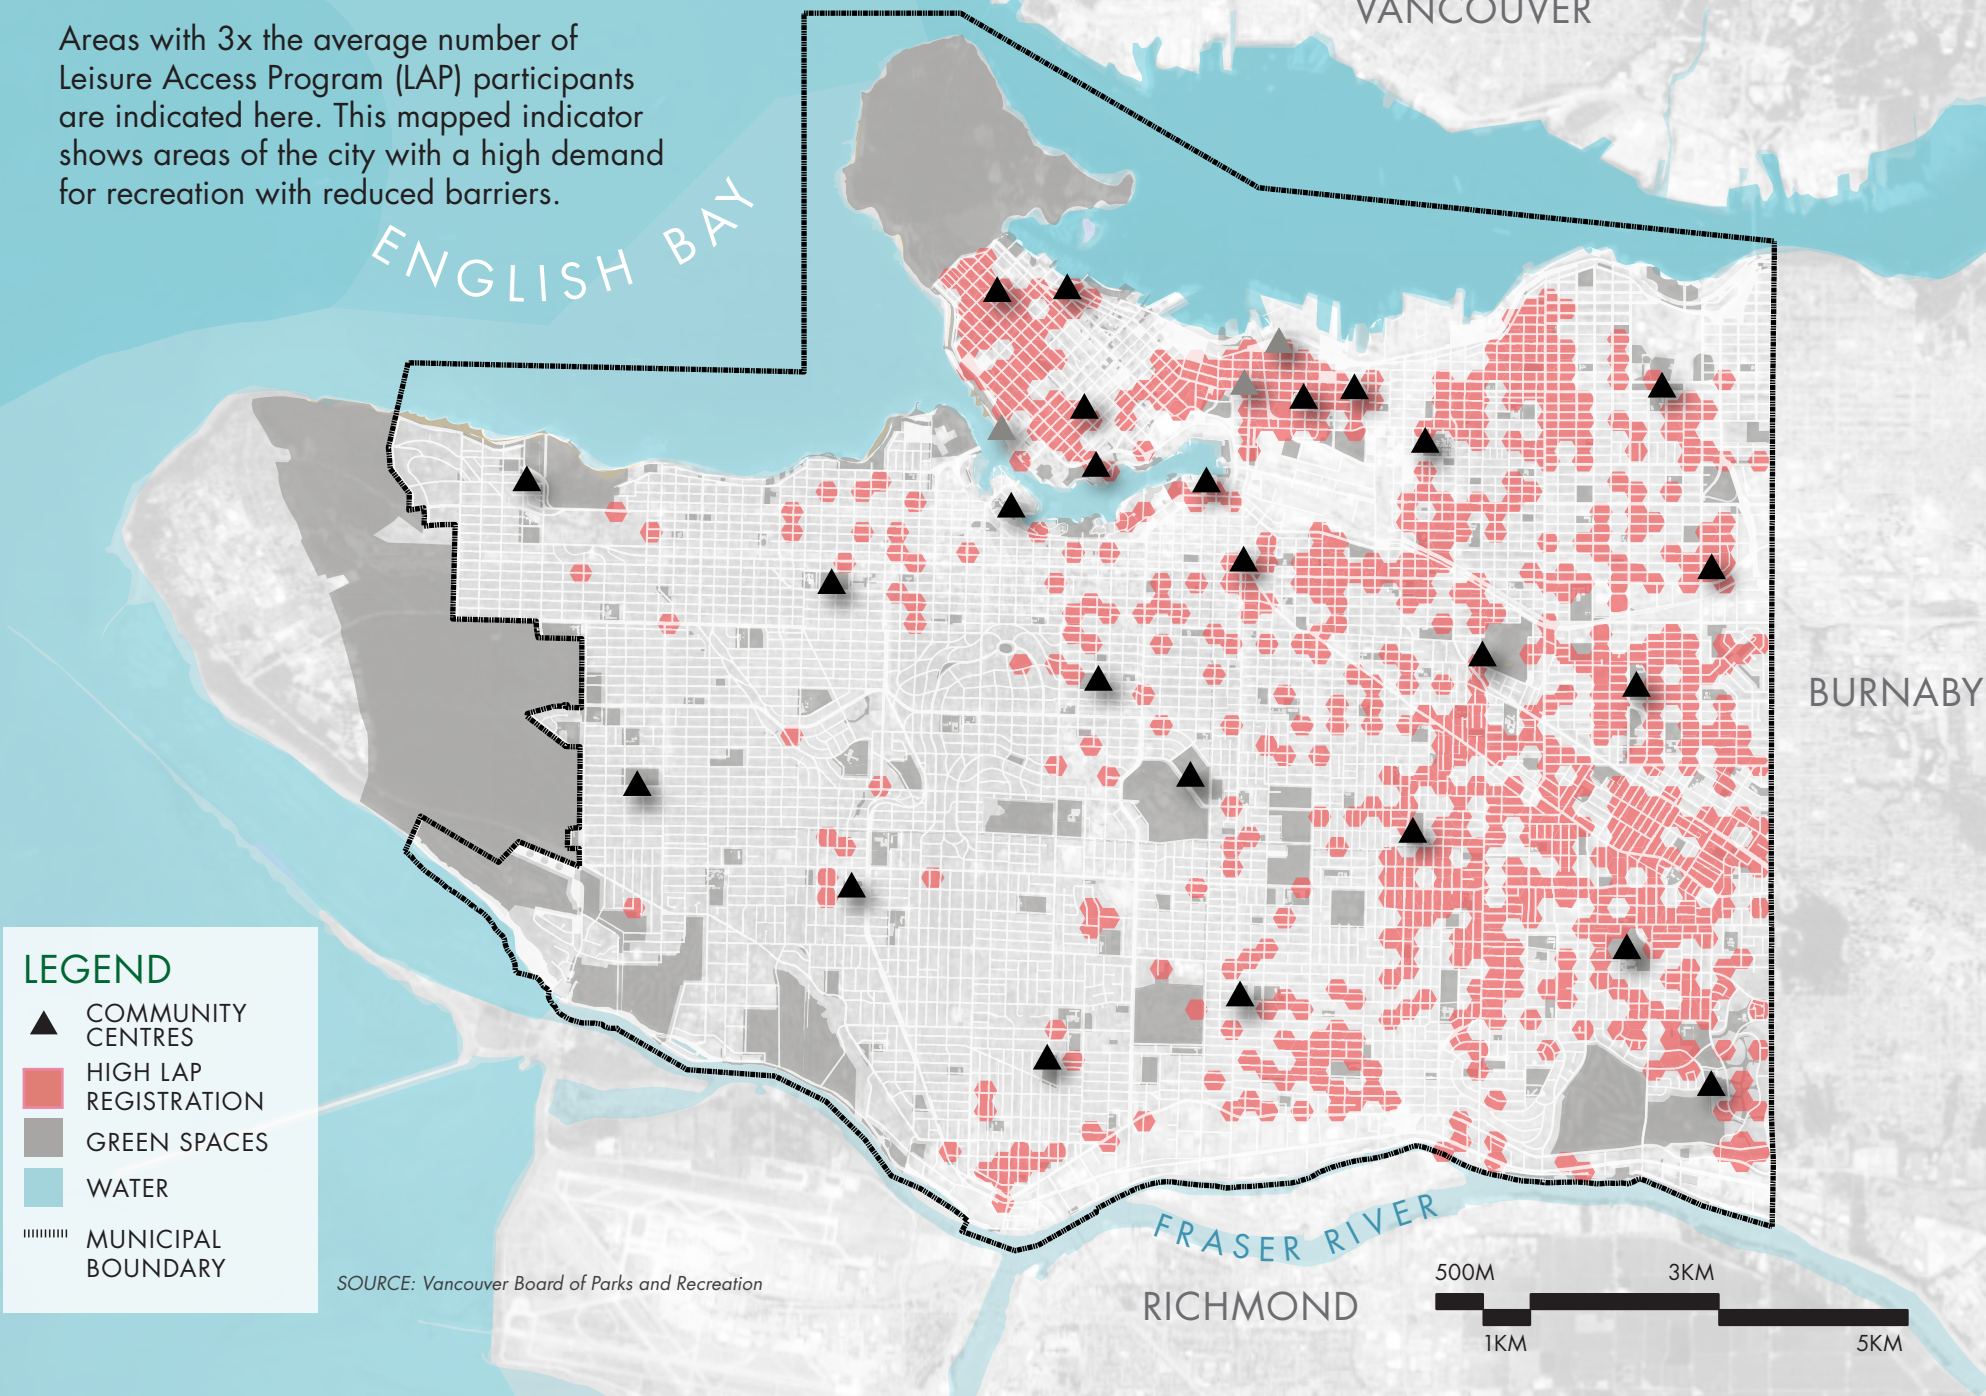 VANCOUVER
Areas with 3x the average number of
Leisure Access Program (LAP) participants
are indicated here. This mapped indicator
shows areas of the city with a high demand
for recreation with reduced barriers.
ENGLISH BAY
BURNABY
LEGEND
COMMUNITY
CENTRES
HIGH LAP
REGISTRATION
GREEN SPACES
WATER
MUNICIPAL
BOUNDARY
SOURCE: Vancouver Board of Parks and Recreation
FRASER RIVER
RICHMOND
500M
3KM
1KM
5KM